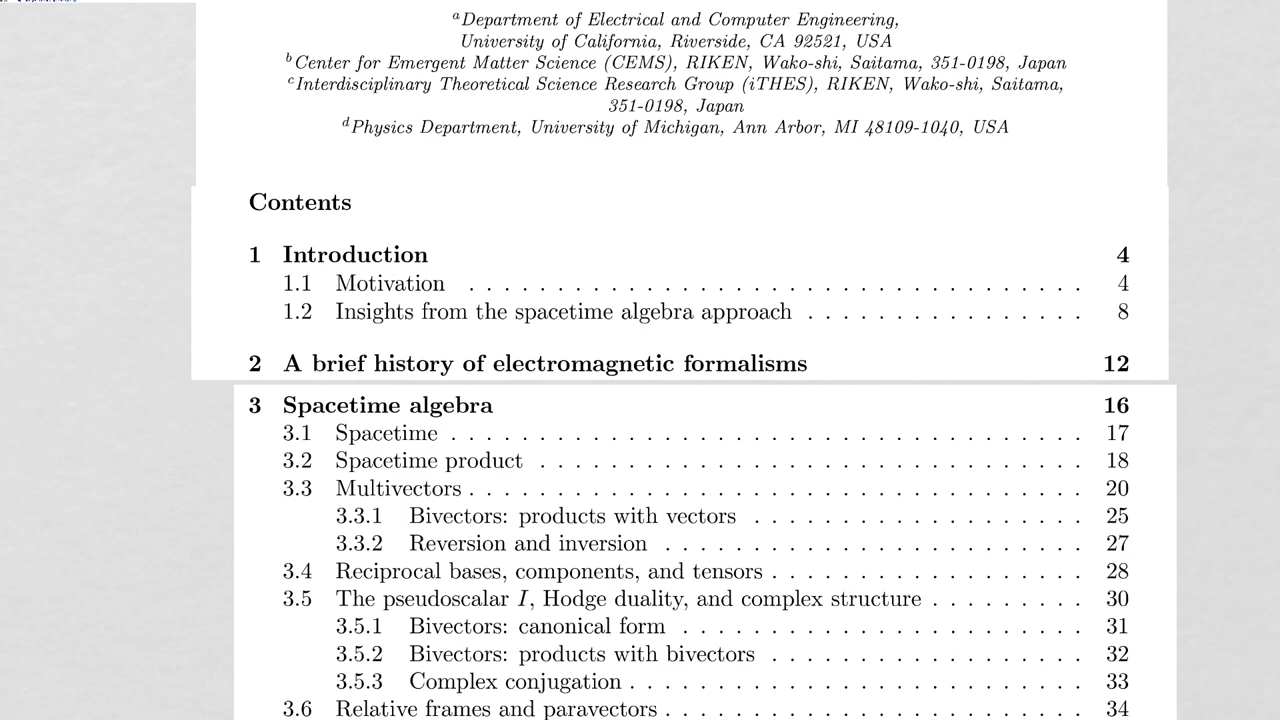 ᵃDepartment of Electrical and Computer Engineering,
University of California, Riverside, CA 92521, USA
ᵇCenter for Emergent Matter Science (CEMS), RIKEN, Wako-shi, Saitama, 351-0198, Japan
ᶜInterdisciplinary Theoretical Science Research Group (iTHES), RIKEN, Wako-shi, Saitama,
351-0198, Japan
ᵈPhysics Department, University of Michigan, Ann Arbor, MI 48109-1040, USA
Contents
1 Introduction 4
1.1 Motivation . . . . . . . . . . . . . . . . . . . . . . . . . . . . . . . . . . 4
1.2 Insights from the spacetime algebra approach . . . . . . . . . . . . . . . . 8
2 A brief history of electromagnetic formalisms 12
3 Spacetime algebra 16
3.1 Spacetime . . . . . . . . . . . . . . . . . . . . . . . . . . . . . . . . . . . 17
3.2 Spacetime product . . . . . . . . . . . . . . . . . . . . . . . . . . . . . . 18
3.3 Multivectors . . . . . . . . . . . . . . . . . . . . . . . . . . . . . . . . . . 20
3.3.1 Bivectors: products with vectors . . . . . . . . . . . . . . . . . . . 25
3.3.2 Reversion and inversion . . . . . . . . . . . . . . . . . . . . . . . . 27
3.4 Reciprocal bases, components, and tensors . . . . . . . . . . . . . . . . . . 28
3.5 The pseudoscalar I, Hodge duality, and complex structure . . . . . . . . . 30
3.5.1 Bivectors: canonical form . . . . . . . . . . . . . . . . . . . . . . . 31
3.5.2 Bivectors: products with bivectors . . . . . . . . . . . . . . . . . . 32
3.5.3 Complex conjugation . . . . . . . . . . . . . . . . . . . . . . . . . . 33
3.6 Relative frames and paravectors . . . . . . . . . . . . . . . . . . . . . . . . 34